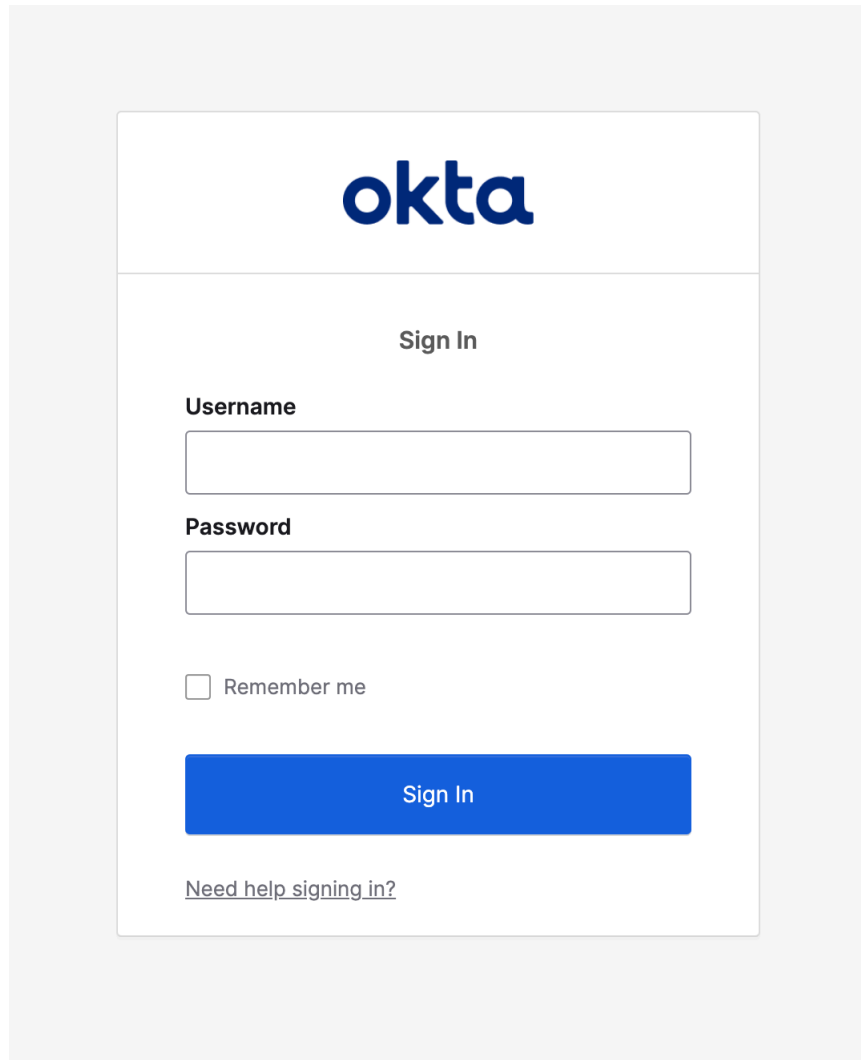 okta
Sign In
Username
Password
Remember me
Sign In
Need help signing in?